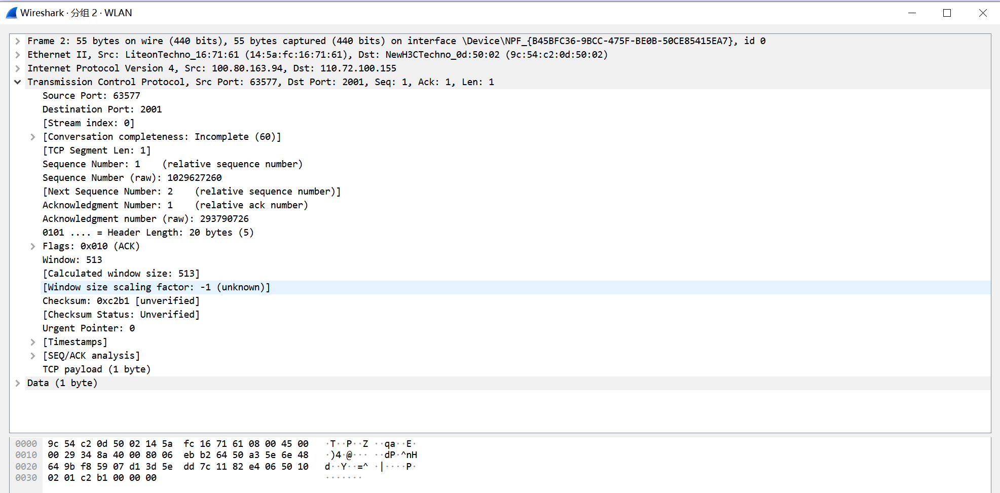 Wireshark · 分组 2 · WLAN
Frame 2: 55 bytes on wire (440 bits), 55 bytes captured (440 bits) on interface \Device\NPF_{B45BFC36-9BCC-475F-BE0B-50CE85415EA7}, id 0
Ethernet II, Src: LiteonTechno_16:71:61 (14:5a:fc:16:71:61), Dst: NewH3CTechno_0d:50:02 (9c:54:c2:0d:50:02)
Internet Protocol Version 4, Src: 100.80.163.94, Dst: 110.72.100.155
Transmission Control Protocol, Src Port: 63577, Dst Port: 2001, Seq: 1, Ack: 1, Len: 1
Source Port: 63577
Destination Port: 2001
[Stream index: 0]
[Conversation completeness: Incomplete (60)]
[TCP Segment Len: 1]
Sequence Number: 1    (relative sequence number)
Sequence Number (raw): 1029627260
[Next Sequence Number: 2    (relative sequence number)]
Acknowledgment Number: 1    (relative ack number)
Acknowledgment number (raw): 293790726
0101 .... = Header Length: 20 bytes (5)
Flags: 0x010 (ACK)
Window: 513
[Calculated window size: 513]
[Window size scaling factor: -1 (unknown)]
Checksum: 0xc2b1 [unverified]
[Checksum Status: Unverified]
Urgent Pointer: 0
[Timestamps]
[SEQ/ACK analysis]
TCP payload (1 byte)
Data (1 byte)
0000 9c 54 c2 0d 50 02 14 5a fc 16 71 61 08 00 45 00 ·T··P··Z ··qa··E·
0010 00 29 34 8a 40 00 80 06 eb b2 64 50 a3 5e 6e 48 ·)4·@··· ··dP·^nH
0020 64 9b f8 59 07 d1 3d 5e dd 7c 11 82 e4 06 50 10 d··Y··=^ ·|····P·
0030 02 01 c2 b1 00 00 00 ·······